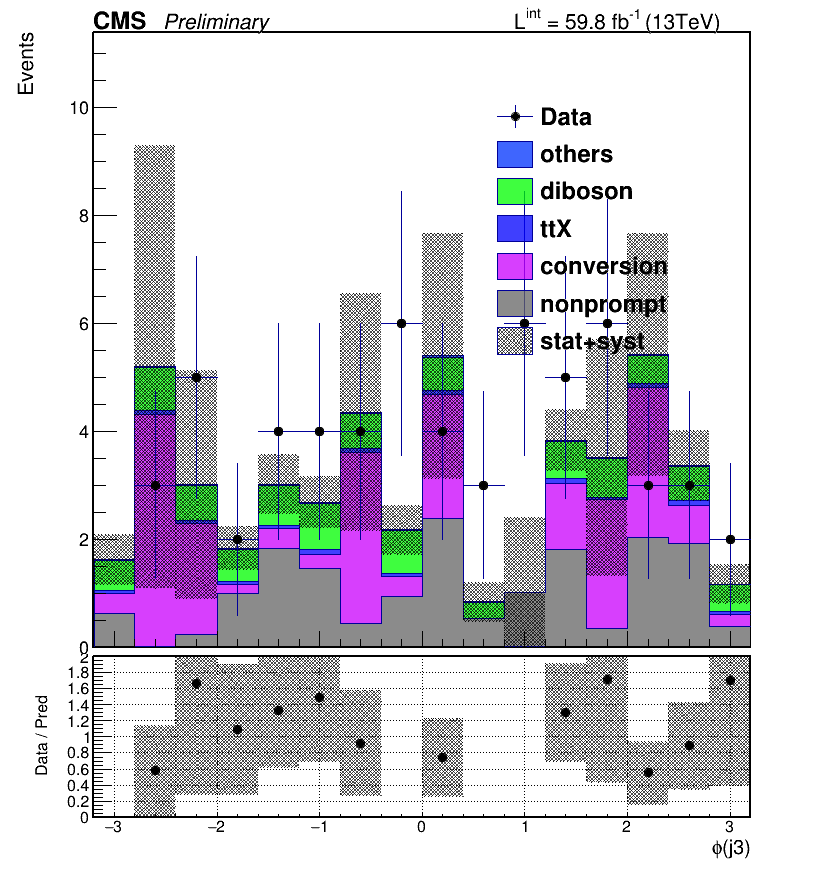 CMS Preliminary L^int = 59.8 fb^-1 (13TeV)
Events
10
8
6
4
2
0
Data
others
diboson
ttX
conversion
nonprompt
stat+syst
Data / Pred
2
1.8
1.6
1.4
1.2
1
0.8
0.6
0.4
0.2
0
−3 −2 −1 0 1 2 3
ϕ(j3)